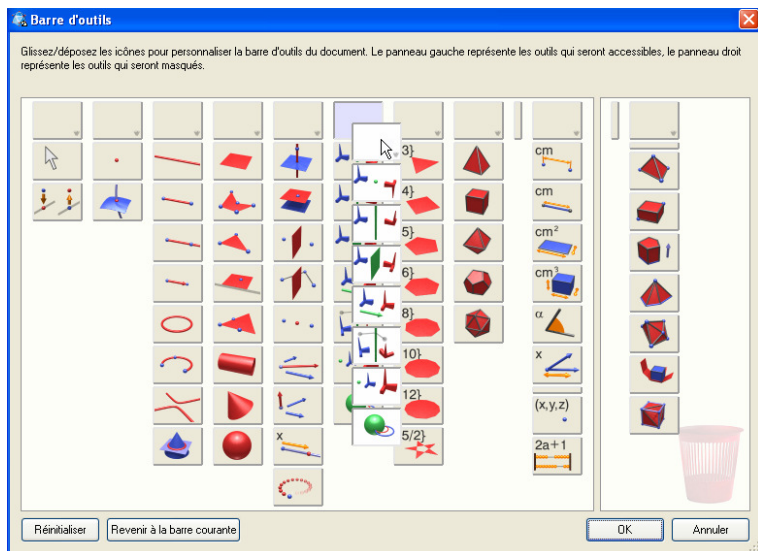 Barre d'outils
Glissez/déposez les icônes pour personnaliser la barre d'outils du document. Le panneau gauche représente les outils qui seront accessibles, le panneau droit
représente les outils qui seront masqués.
3}
cm
4}
cm
5}
cm²
6}
cm³
8}
α
10}
x
12}
(x,y,z)
x
5/2}
2a+1
Réinitialiser
Revenir à la barre courante
OK
Annuler